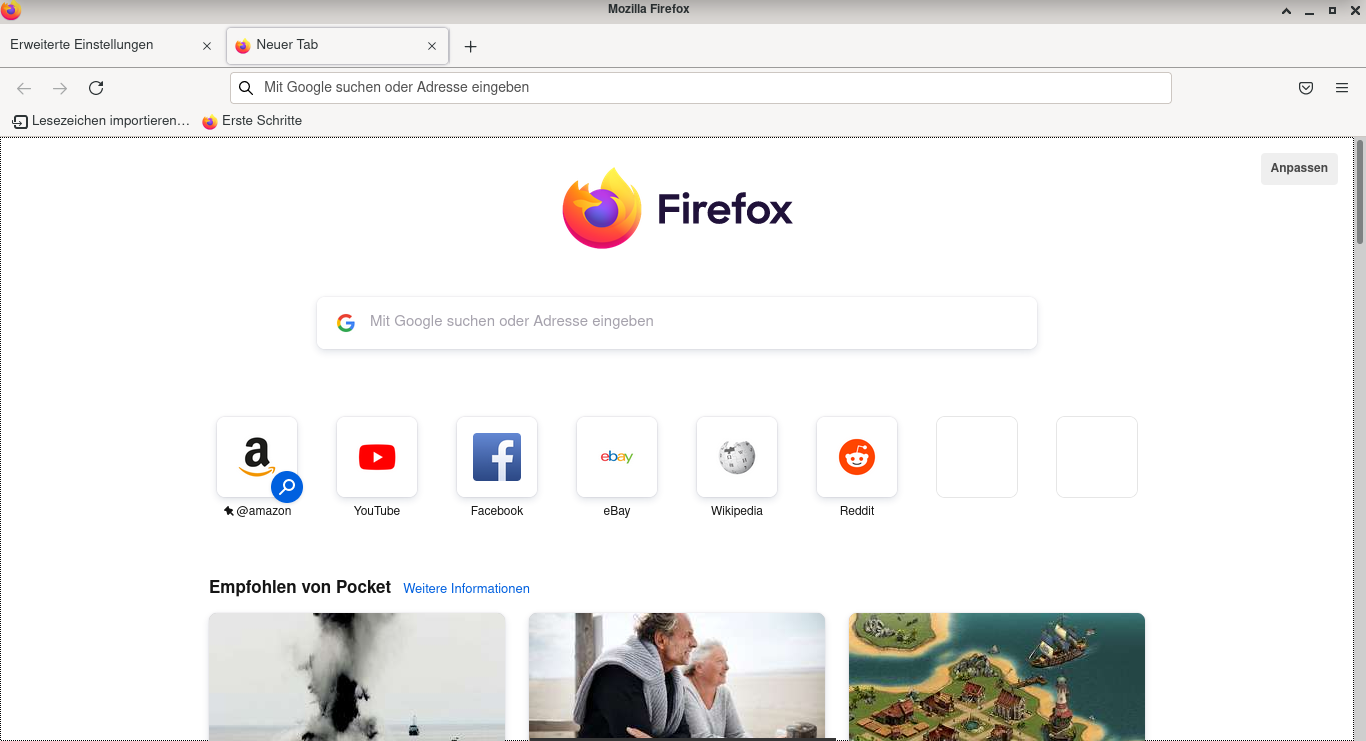 Mozilla Firefox
Erweiterte Einstellungen
Neuer Tab
Mit Google suchen oder Adresse eingeben
Lesezeichen importieren…
Erste Schritte
Anpassen
Firefox
Mit Google suchen oder Adresse eingeben
a
ebay
@amazon
YouTube
Facebook
eBay
Wikipedia
Reddit
Empfohlen von Pocket
Weitere Informationen